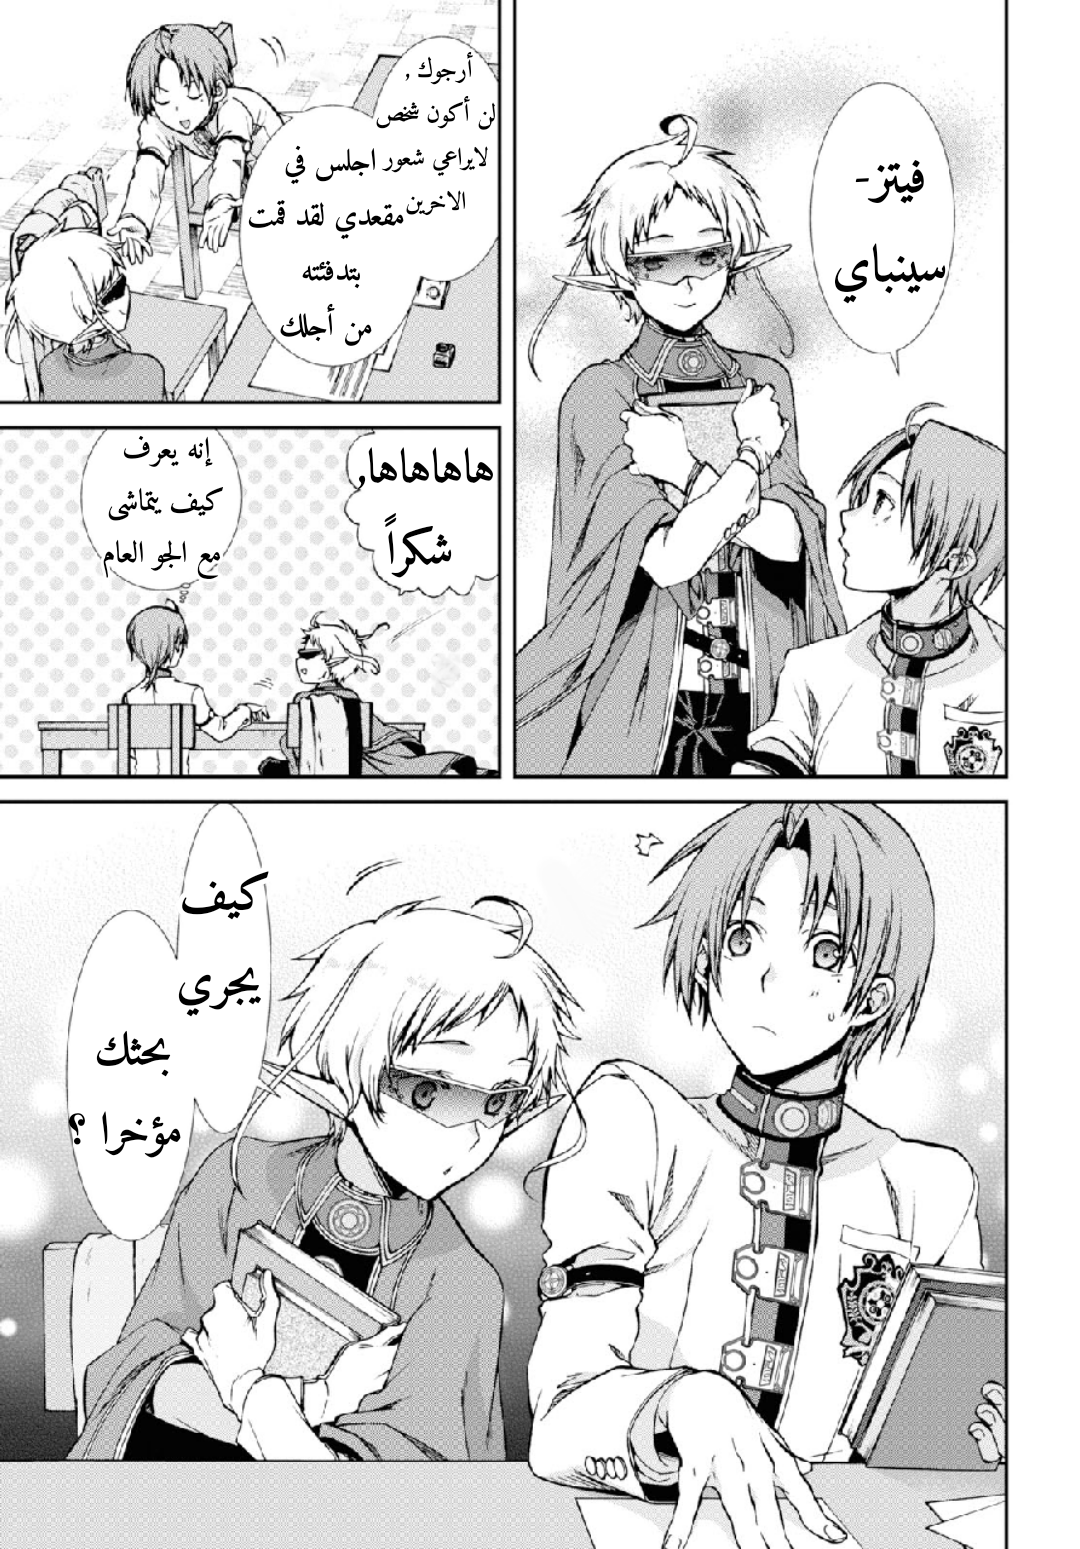 فيتز-
سينباي
أرجوك ,
لن أكون شخص
لايراعي شعور
الاخرين
اجلس في
مقعدي لقد قمت
بتدفئته
من أجلك
هاهاهاها,
شكراً
إنه يعرف
كيف يتماشى
مع الجو العام
كيف
يجري
بحثك
مؤخرا ؟